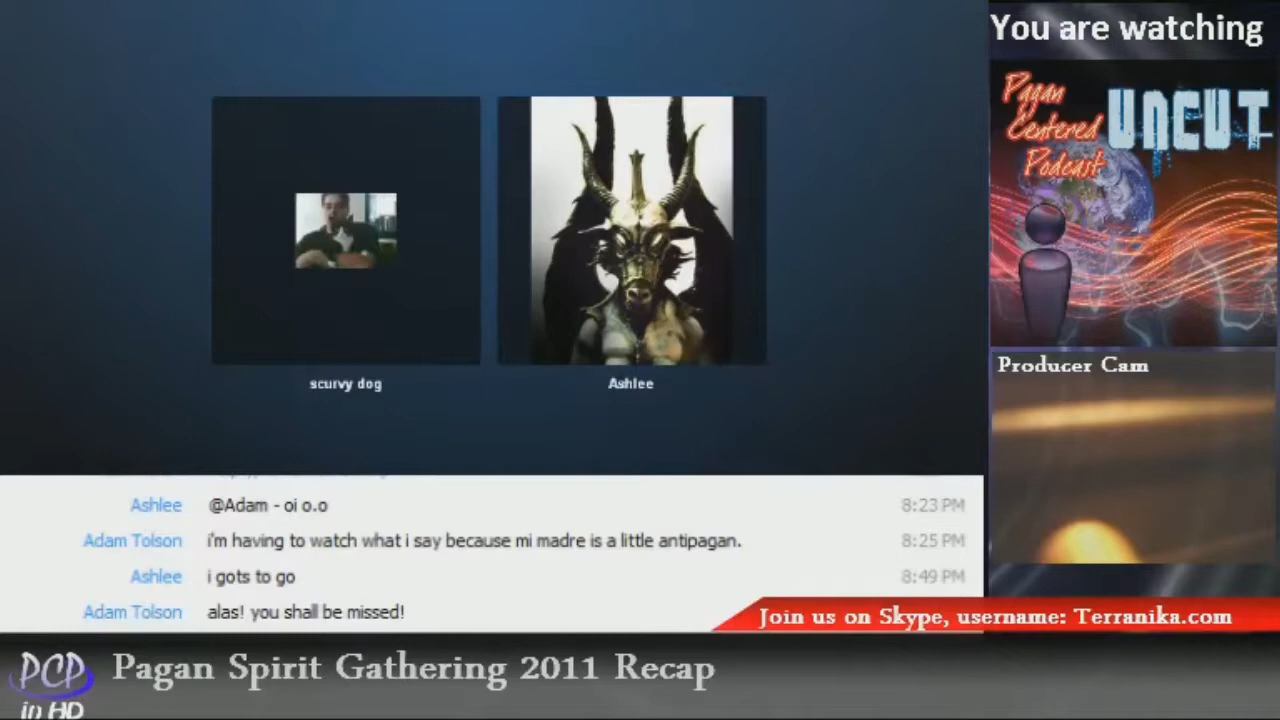 You are watching
Pagan
Centered
Podcast
UNCUT
Producer Cam
scurvy dog
Ashlee
Ashlee @Adam - oi o.o 8:23 PM
Adam Tolson i'm having to watch what i say because mi madre is a little antipagan. 8:25 PM
Ashlee i gots to go 8:49 PM
Adam Tolson alas! you shall be missed!
Join us on Skype, username: Terranika.com
PCP
in HD
Pagan Spirit Gathering 2011 Recap